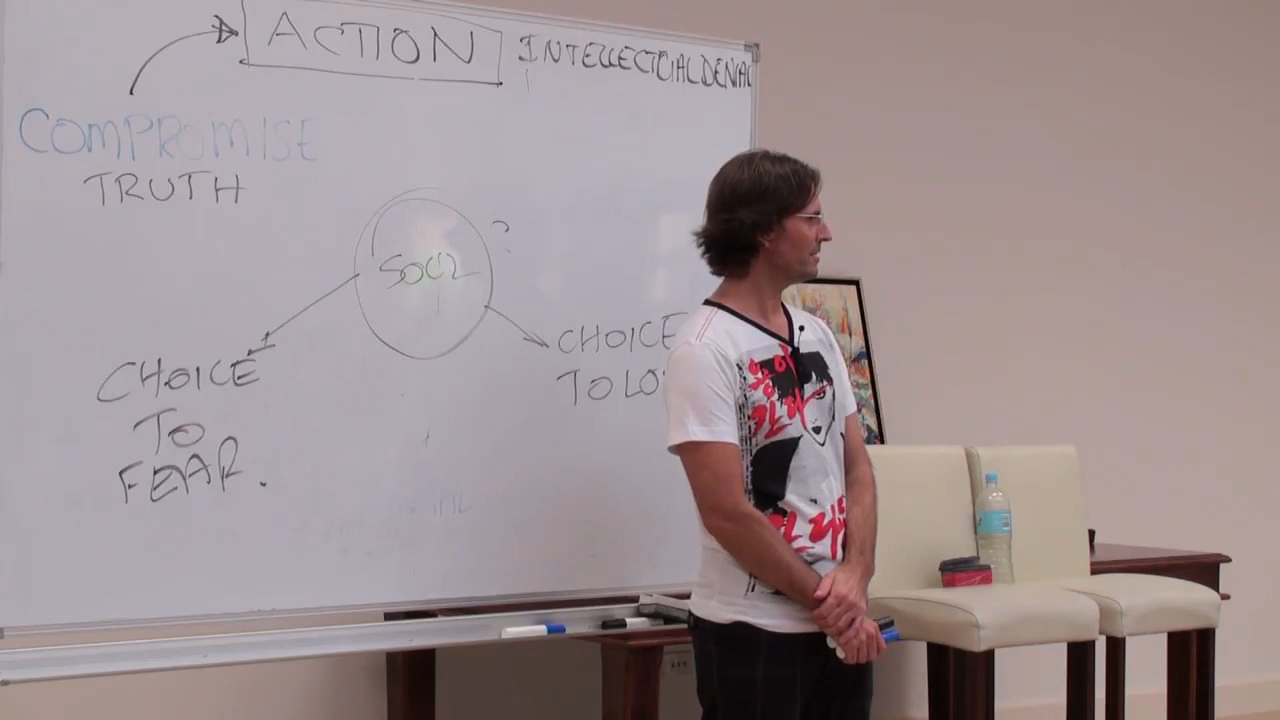 ACTION
INTELLECTUAL DENIAL
COMPROMISE
TRUTH
SOUL
?
CHOICE
TO
FEAR.
CHOICE
TO LO